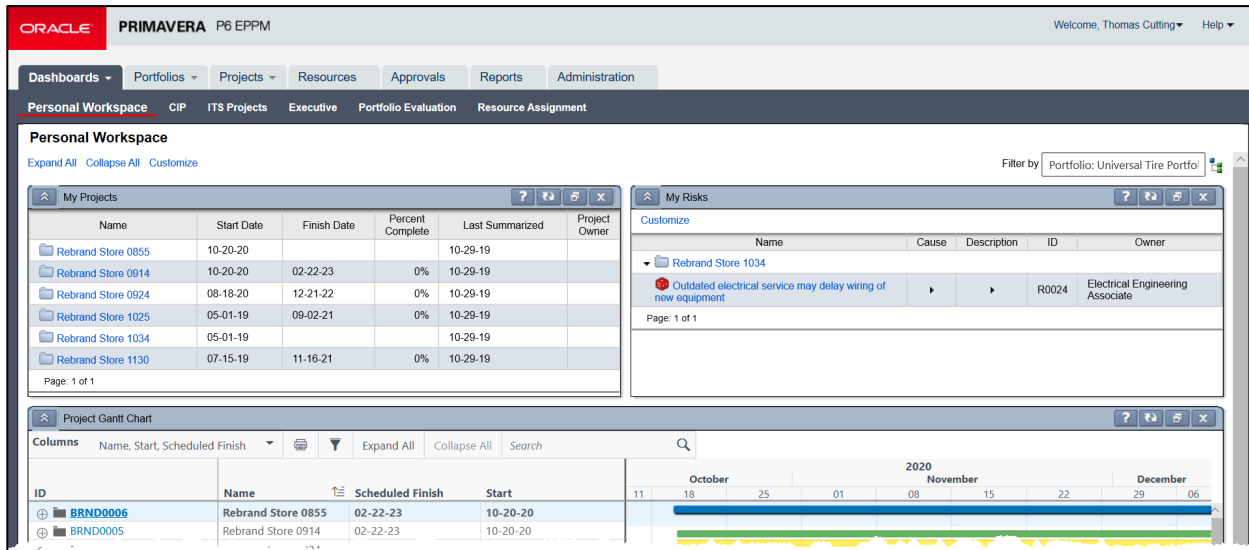 ORACLE PRIMAVERA P6 EPPM Welcome, Thomas Cutting Help
Dashboards Portfolios Projects Resources Approvals Reports Administration
Personal Workspace CIP ITS Projects Executive Portfolio Evaluation Resource Assignment
Personal Workspace
Expand All Collapse All Customize Filter by Portfolio: Universal Tire Portfol
My Projects
Name Start Date Finish Date Percent Complete Last Summarized Project Owner
Rebrand Store 0855 10-20-20 10-29-19
Rebrand Store 0914 10-20-20 02-22-23 0% 10-29-19
Rebrand Store 0924 08-18-20 12-21-22 0% 10-29-19
Rebrand Store 1025 05-01-19 09-02-21 0% 10-29-19
Rebrand Store 1034 05-01-19 10-29-19
Rebrand Store 1130 07-15-19 11-16-21 0% 10-29-19
Page: 1 of 1
My Risks
Customize
Name Cause Description ID Owner
Rebrand Store 1034
Outdated electrical service may delay wiring of
new equipment
R0024
Electrical Engineering
Associate
Page: 1 of 1
Project Gantt Chart
Columns Name, Start, Scheduled Finish Expand All Collapse All Search
2020
October November December
ID Name Scheduled Finish Start 11 18 25 01 08 15 22 29 06
BRND0006 Rebrand Store 0855 02-22-23 10-20-20
BRND0005 Rebrand Store 0914 02-22-23 10-20-20